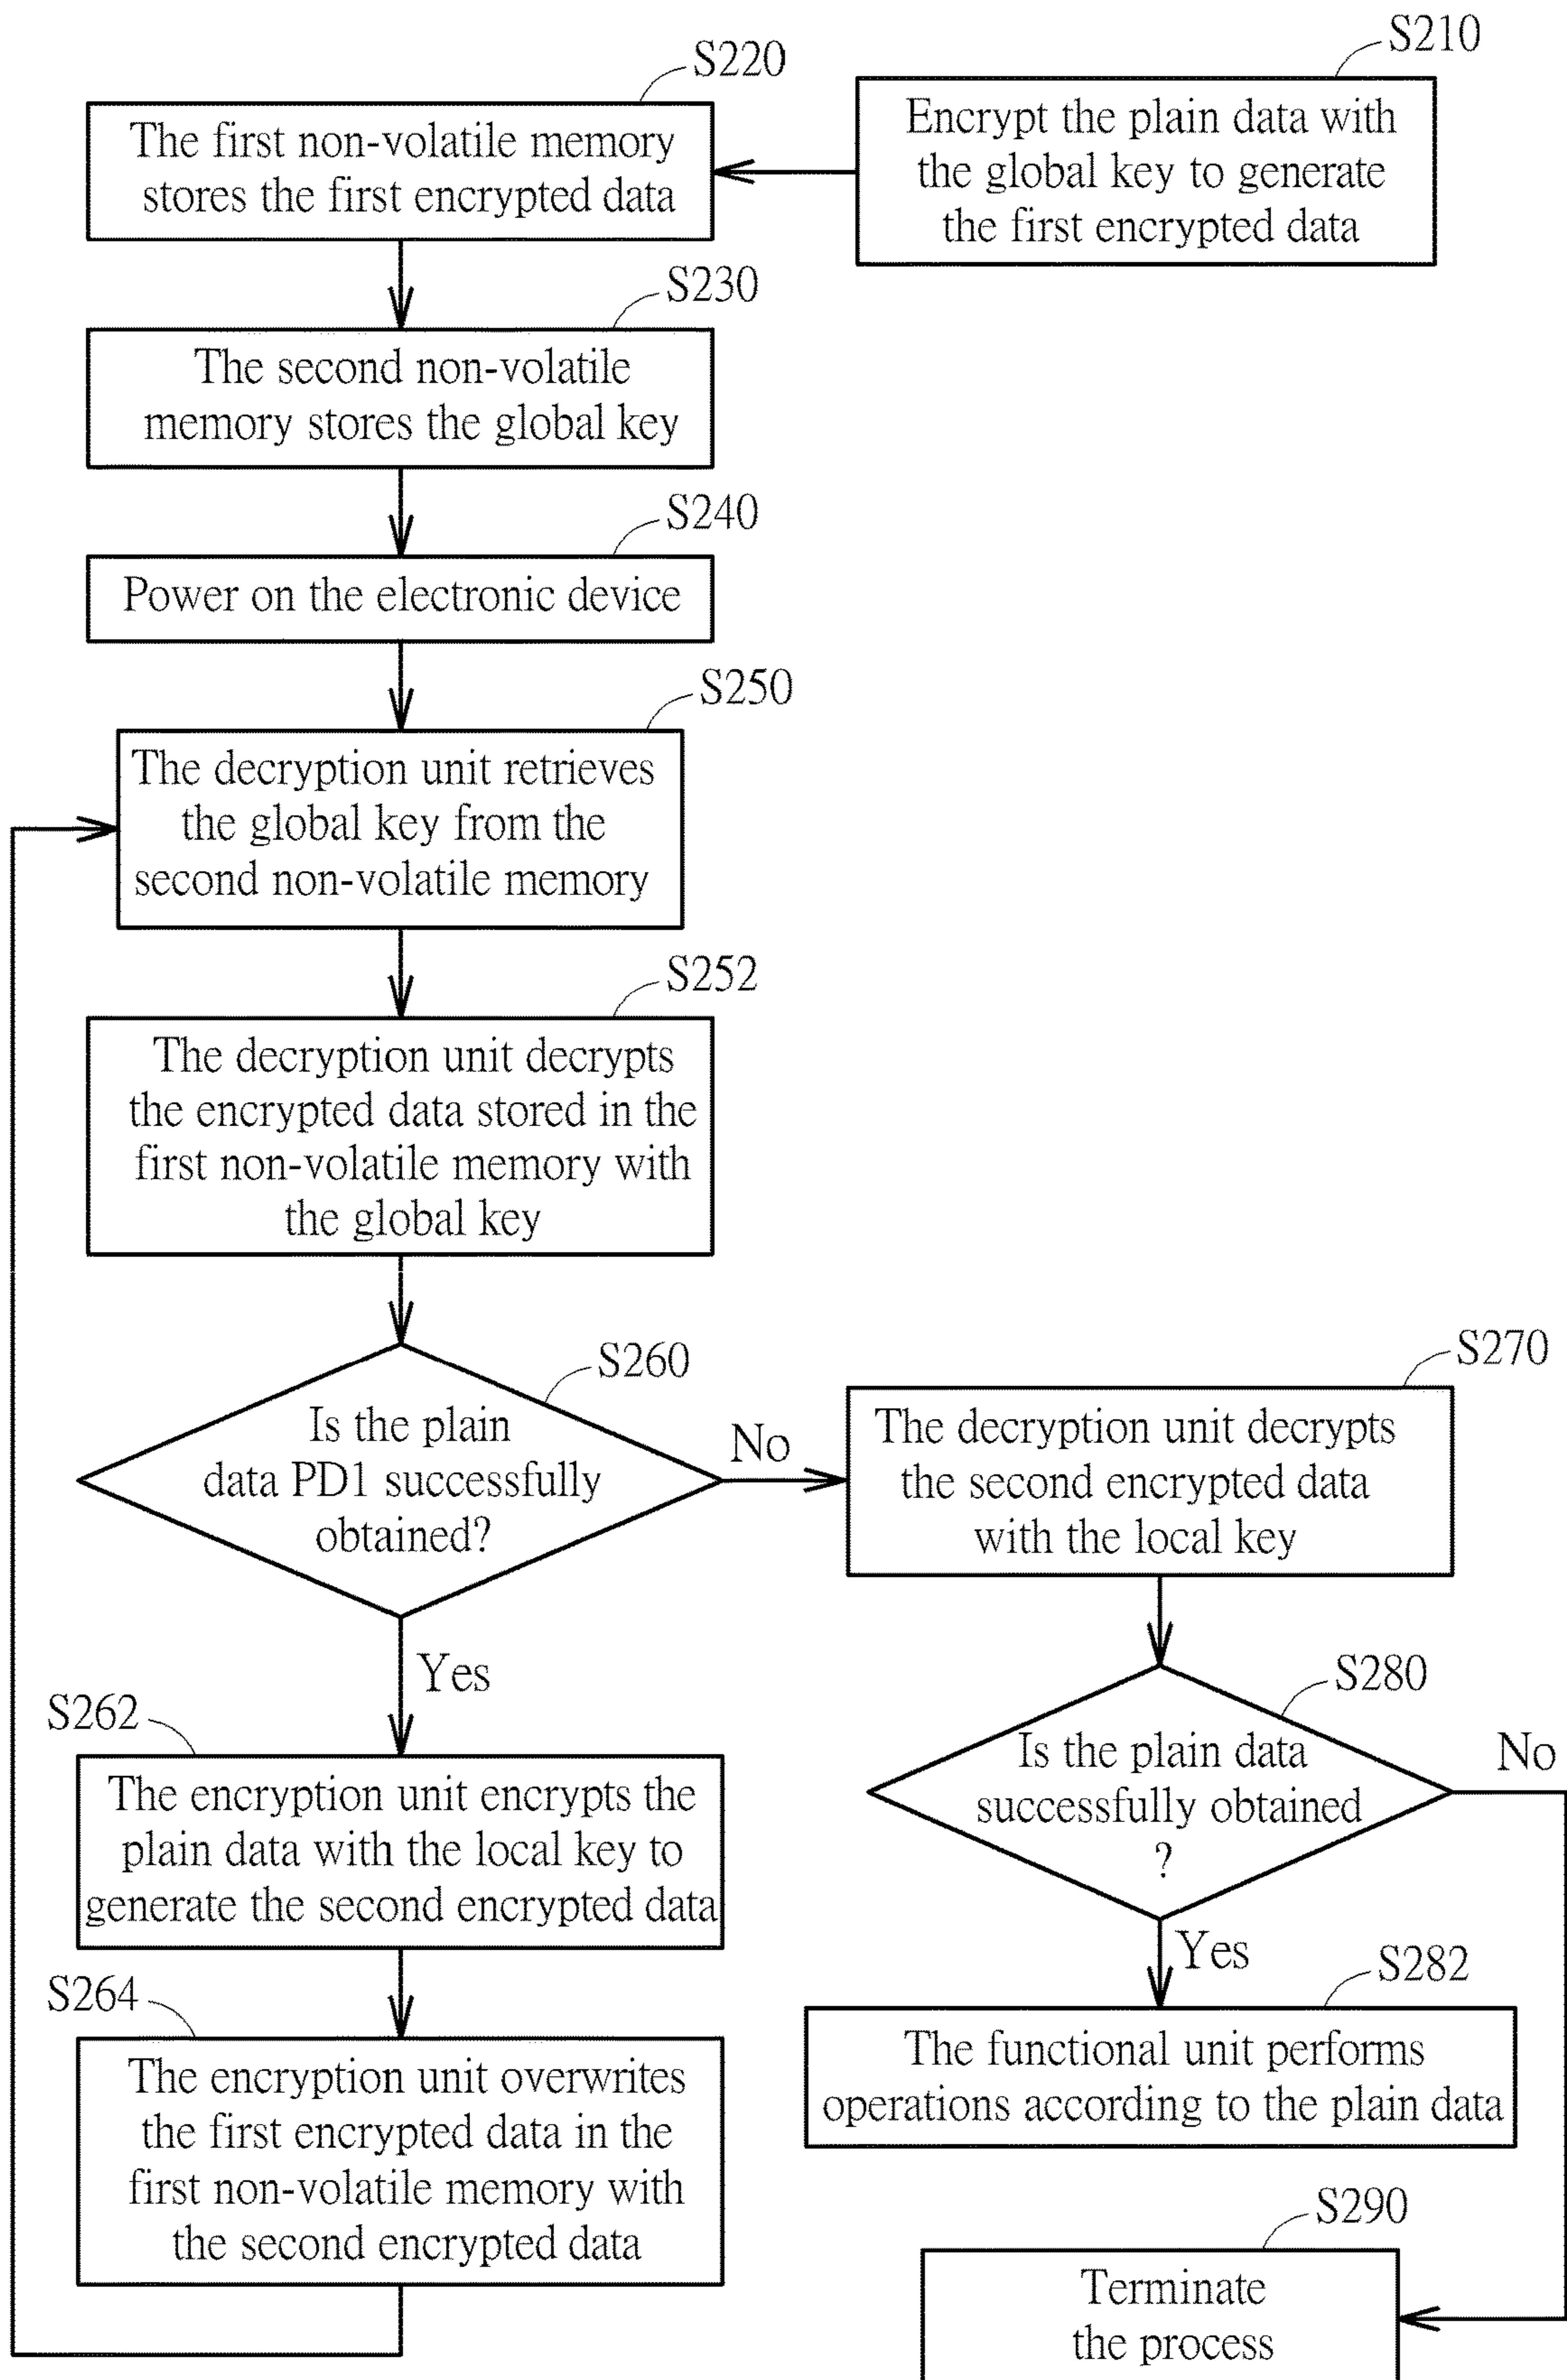 S210
Encrypt the plain data with
the global key to generate
the first encrypted data
S220
The first non-volatile memory
stores the first encrypted data
S230
The second non-volatile
memory stores the global key
S240
Power on the electronic device
S250
The decryption unit retrieves
the global key from the
second non-volatile memory
S252
The decryption unit decrypts
the encrypted data stored in the
first non-volatile memory with
the global key
S260
Is the plain
data PD1 successfully
obtained?
No
Yes
S262
The encryption unit encrypts the
plain data with the local key to
generate the second encrypted data
S264
The encryption unit overwrites
the first encrypted data in the
first non-volatile memory with
the second encrypted data
S270
The decryption unit decrypts
the second encrypted data
with the local key
S280
Is the plain data
successfully obtained
?
No
Yes
S282
The functional unit performs
operations according to the plain data
S290
Terminate
the process